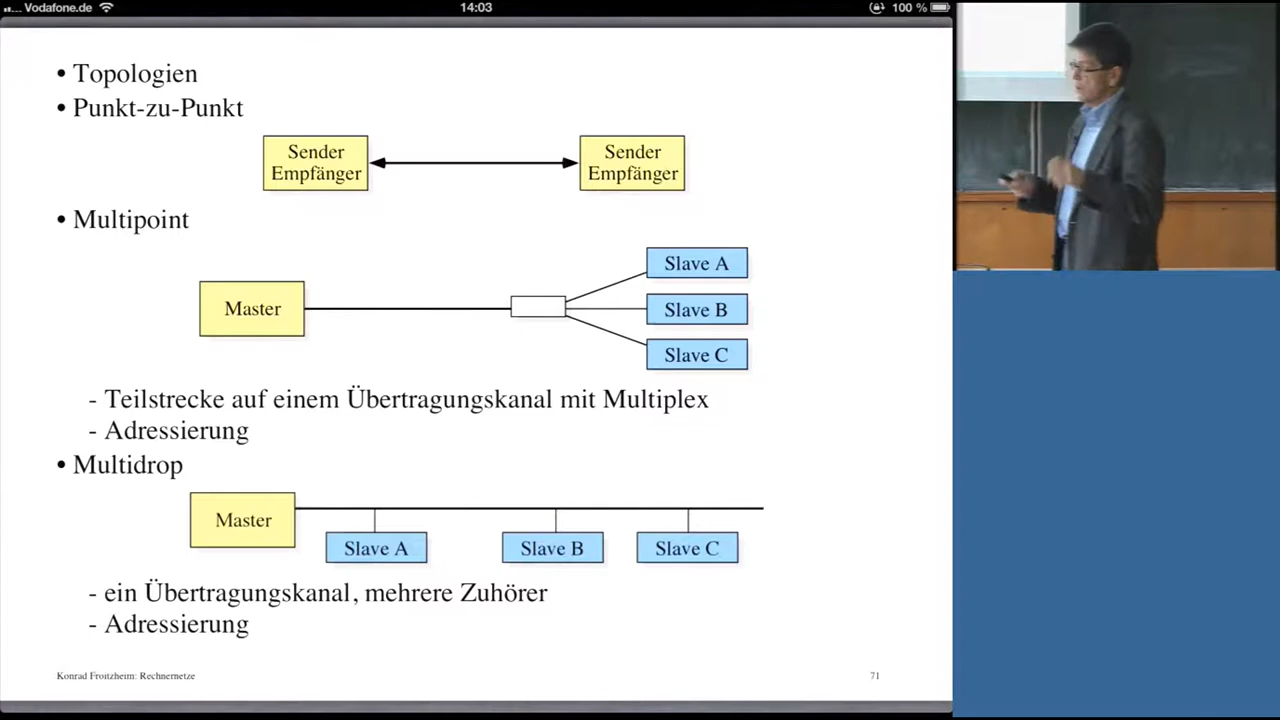 Vodafone.de 14:03 100 %
• Topologien
• Punkt-zu-Punkt
Sender
Empfänger
Sender
Empfänger
• Multipoint
Master
Slave A
Slave B
Slave C
- Teilstrecke auf einem Übertragungskanal mit Multiplex
- Adressierung
• Multidrop
Master
Slave A
Slave B
Slave C
- ein Übertragungskanal, mehrere Zuhörer
- Adressierung
Konrad Froitzheim: Rechnernetze 71